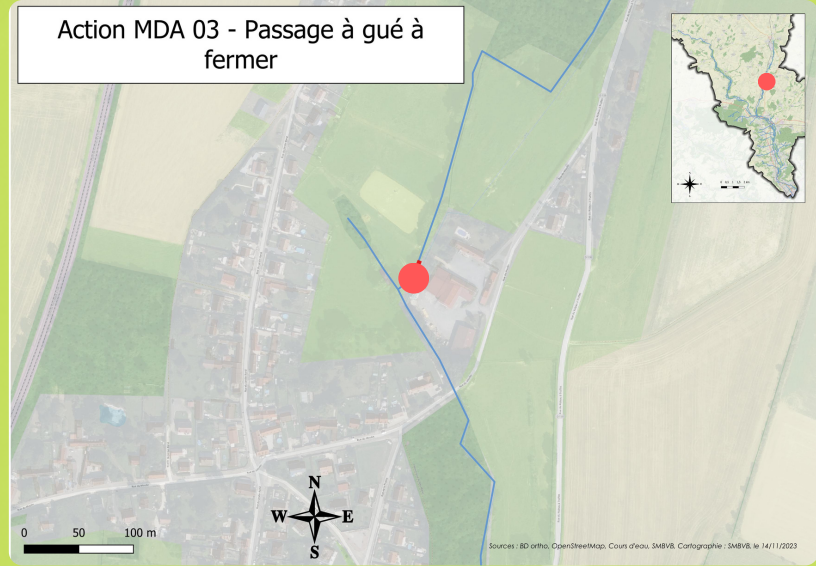 Action MDA 03 - Passage à gué à
fermer
N
W E
S
0 50 100 m
Sources : BD ortho, OpenStreetMap, Cours d'eau, SMBVB, Cartographie : SMBVB, le 14/11/2023